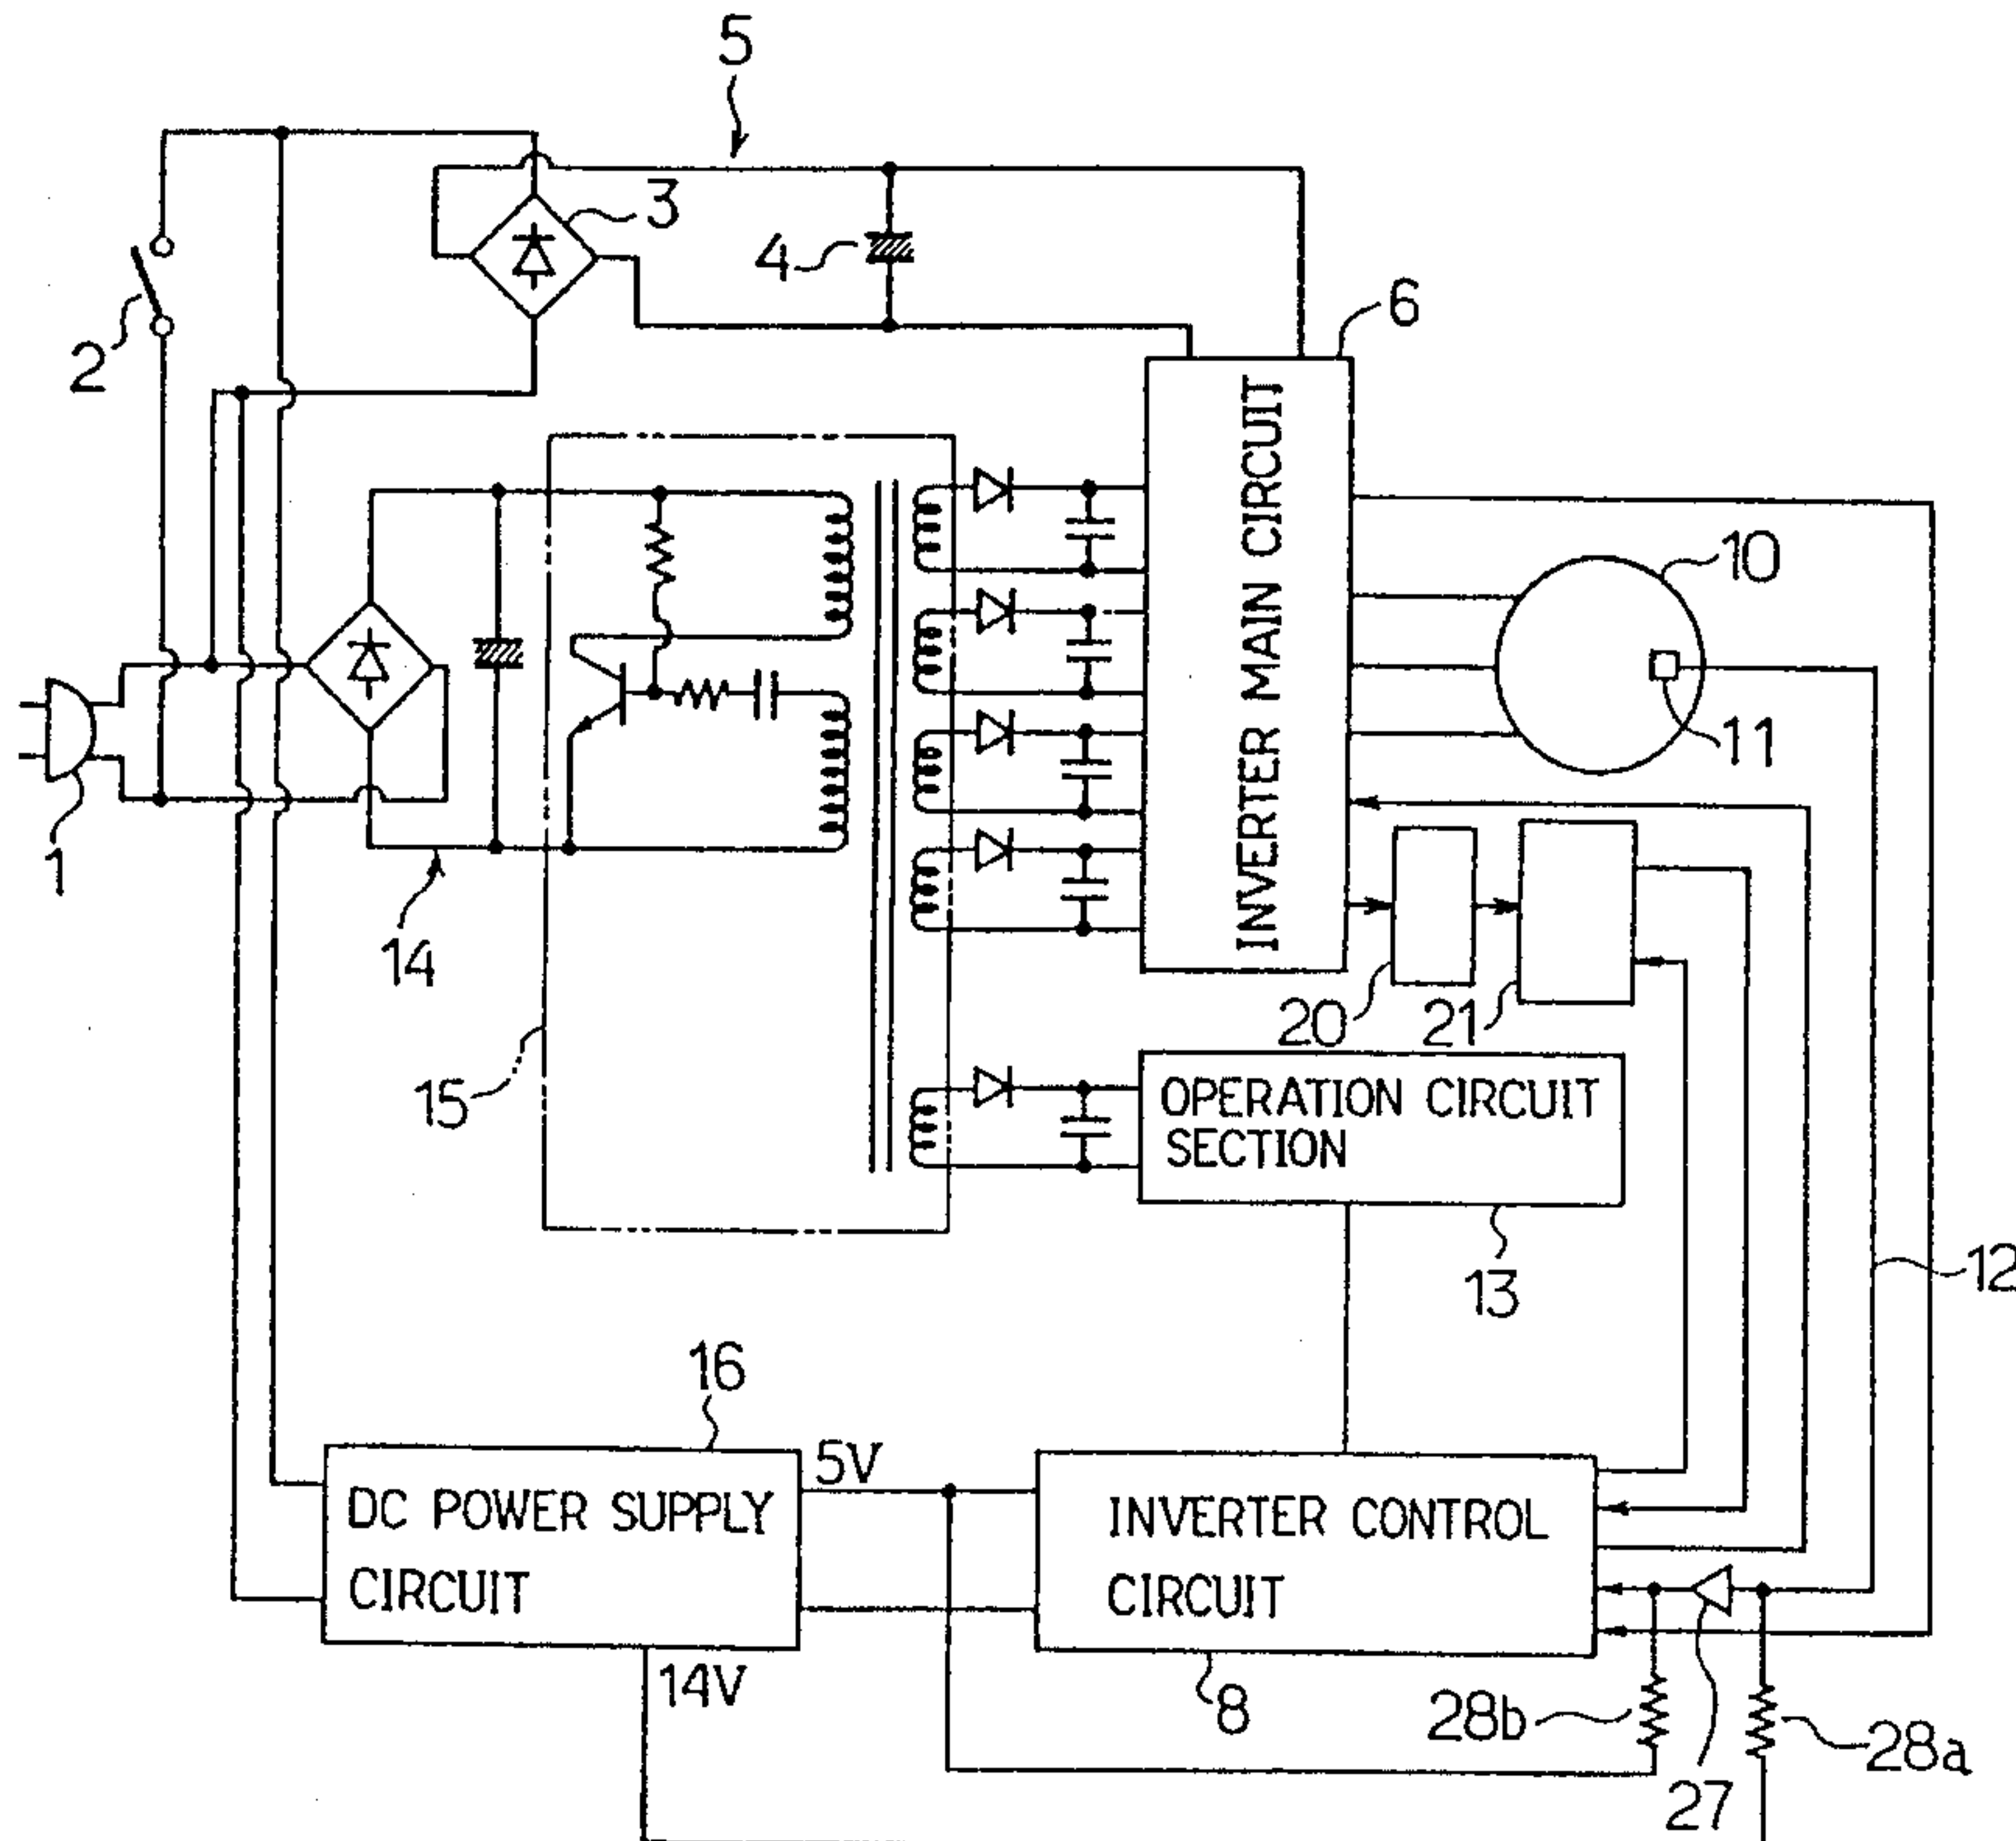 5
3
4
2
6
INVERTER MAIN CIRCUIT
10
11
1
14
20
21
15
OPERATION CIRCUIT
SECTION
13
12
16
5V
DC POWER SUPPLY
CIRCUIT
INVERTER CONTROL
CIRCUIT
14V
8
28b
28a
27